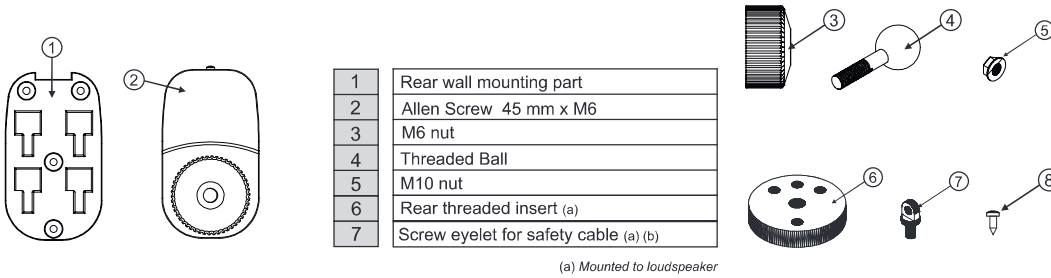 1
2
1 Rear wall mounting part
2 Allen Screw 45 mm x M6
3 M6 nut
4 Threaded Ball
5 M10 nut
6 Rear threaded insert (a)
7 Screw eyelet for safety cable (a) (b)
(a) Mounted to loudspeaker
3
4
5
6
7
8